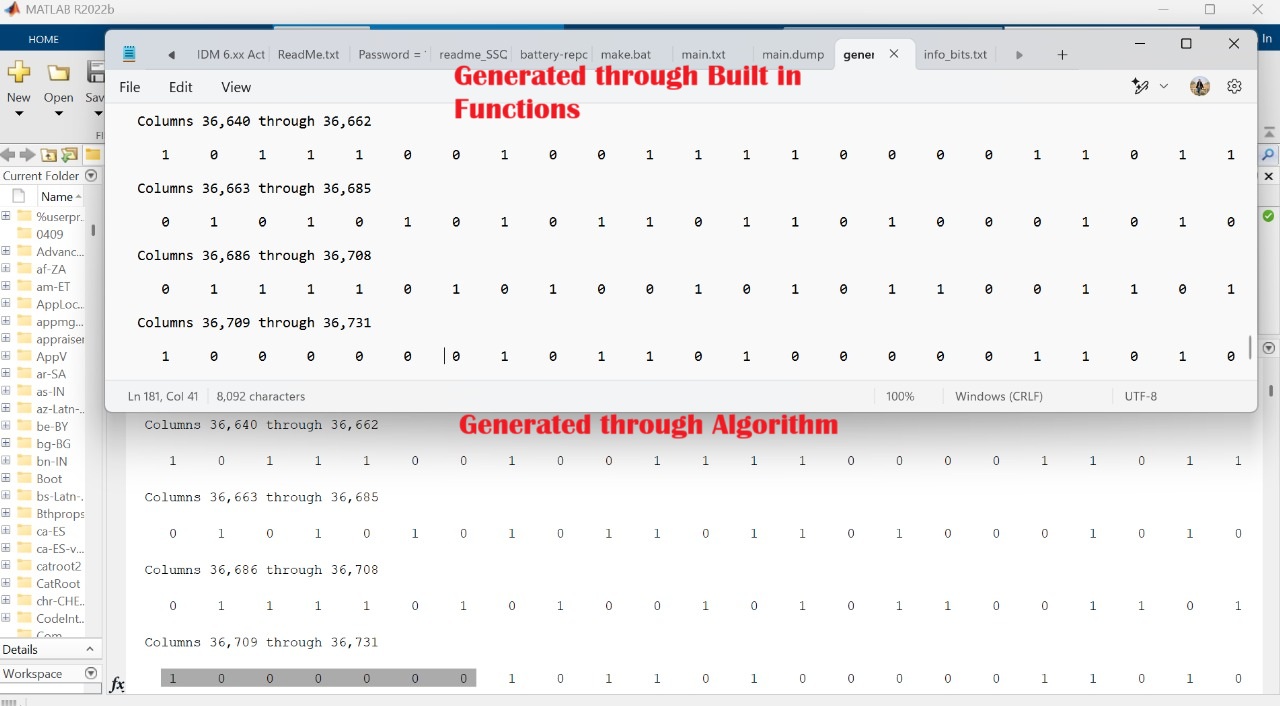 MATLAB R2022b
HOME
In
IDM 6.xx Act ReadMe.txt Password = readme_SSC battery-repc make.bat main.txt main.dump gener info_bits.txt
File Edit View
Generated through Built in
Functions
New Open Sav
FI
Current Folder
Name
%userpr...
0409
Advanc...
af-ZA
am-ET
AppLoc...
appmg...
appraiser
AppV
ar-SA
as-IN
az-Latn-...
be-BY
bg-BG
bn-IN
Boot
bs-Latn-...
Bthprops
ca-ES
ca-ES-v...
catroot2
CatRoot
chr-CHE...
CodeInt...
Com
Details
Workspace
Columns 36,640 through 36,662
1 0 1 1 1 0 0 1 0 0 1 1 1 1 0 0 0 0 1 1 0 1 1
Columns 36,663 through 36,685
0 1 0 1 0 1 0 1 0 1 1 0 1 1 0 1 0 0 0 1 0 1 0
Columns 36,686 through 36,708
0 1 1 1 1 0 1 0 1 0 0 1 0 1 0 1 1 0 0 1 1 0 1
Columns 36,709 through 36,731
1 0 0 0 0 0 0 1 0 1 1 0 1 0 0 0 0 0 1 1 0 1 0
Ln 181, Col 41 8,092 characters 100% Windows (CRLF) UTF-8
Generated through Algorithm
Columns 36,640 through 36,662
1 0 1 1 1 0 0 1 0 0 1 1 1 1 0 0 0 0 1 1 0 1 1
Columns 36,663 through 36,685
0 1 0 1 0 1 0 1 0 1 1 0 1 1 0 1 0 0 0 1 0 1 0
Columns 36,686 through 36,708
0 1 1 1 1 0 1 0 1 0 0 1 0 1 0 1 1 0 0 1 1 0 1
Columns 36,709 through 36,731
fx 1 0 0 0 0 0 0 1 0 1 1 0 1 0 0 0 0 0 1 1 0 1 0